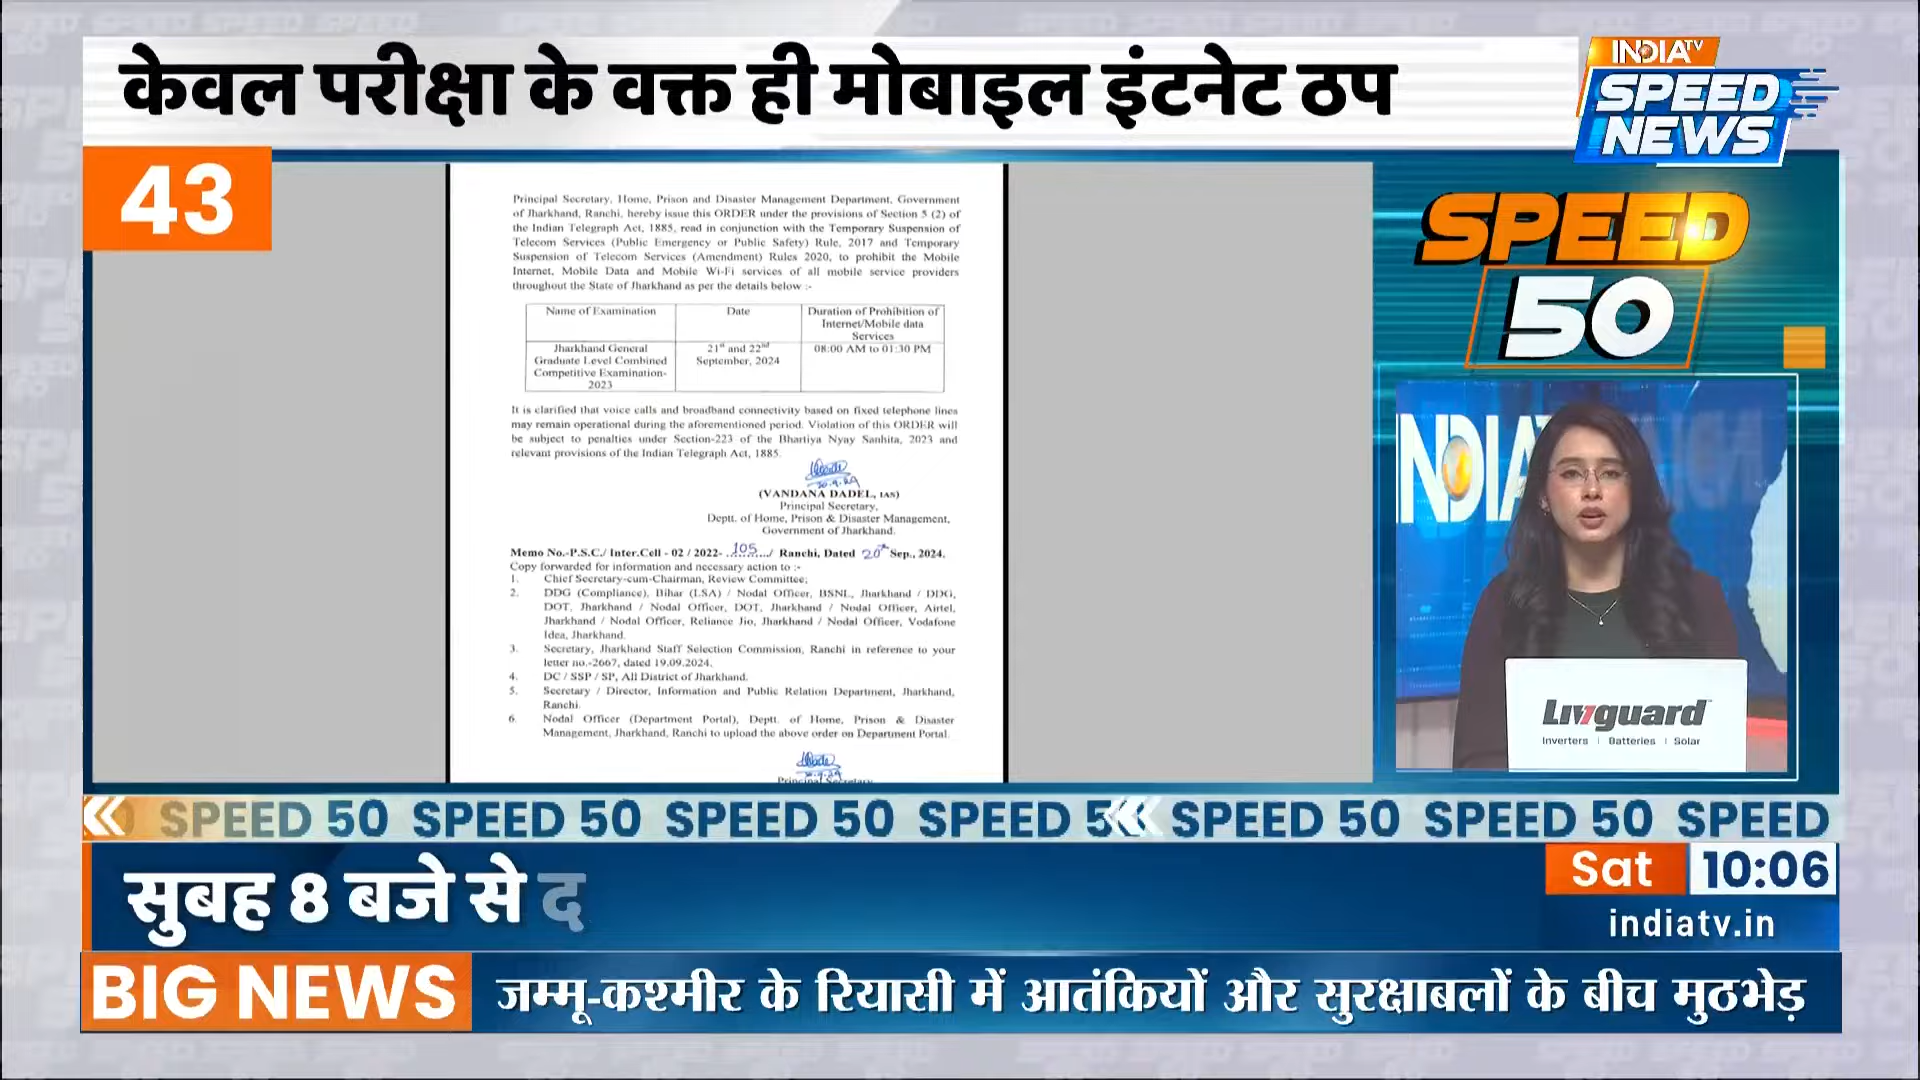 केवल परीक्षा के वक्त ही मोबाइल इंटनेट ठप
INDIA TV
SPEED
NEWS
43
Principal Secretary, Home, Prison and Disaster Management Department, Government
of Jharkhand, Ranchi, hereby issue this ORDER under the provisions of Section 5 (2) of
the Indian Telegraph Act, 1885, read in conjunction with the Temporary Suspension of
Telecom Services (Public Emergency or Public Safety) Rule, 2017 and Temporary
Suspension of Telecom Services (Amendment) Rules 2020, to prohibit the Mobile
Internet, Mobile Data and Mobile Wi-Fi services of all mobile service providers
throughout the State of Jharkhand as per the details below :-
Name of Examination
Date
Duration of Prohibition of
Internet/Mobile data
Services
Jharkhand General
Graduate Level Combined
Competitive Examination-
2023
21st and 22nd
September, 2024
08:00 AM to 01:30 PM
It is clarified that voice calls and broadband connectivity based on fixed telephone lines
may remain operational during the aforementioned period. Violation of this ORDER will
be subject to penalties under Section-223 of the Bhartiya Nyay Sanhita, 2023 and
relevant provisions of the Indian Telegraph Act, 1885.
(VANDANA DADEL, IAS)
Principal Secretary,
Deptt. of Home, Prison & Disaster Management,
Government of Jharkhand.
Memo No.-P.S.C./ Inter.Cell - 02 / 2022- ..105..../ Ranchi, Dated 20th Sep., 2024.
Copy forwarded for information and necessary action to :-
1. Chief Secretary-cum-Chairman, Review Committee;
2. DDG (Compliance), Bihar (LSA) / Nodal Officer, BSNL, Jharkhand / DDG,
DOT, Jharkhand / Nodal Officer, DOT, Jharkhand / Nodal Officer, Airtel,
Jharkhand / Nodal Officer, Reliance Jio, Jharkhand / Nodal Officer, Vodafone
Idea, Jharkhand.
3. Secretary, Jharkhand Staff Selection Commission, Ranchi in reference to your
letter no.-2667, dated 19.09.2024.
4. DC / SSP / SP, All District of Jharkhand.
5. Secretary / Director, Information and Public Relation Department, Jharkhand,
Ranchi.
6. Nodal Officer (Department Portal), Deptt. of Home, Prison & Disaster
Management, Jharkhand, Ranchi to upload the above order on Department Portal.
Principal Secretary
SPEED
50
INDIA
Livguard
Inverters | Batteries | Solar
SPEED 50 SPEED 50 SPEED 50 SPEED 5 SPEED 50 SPEED 50 SPEED
सुबह 8 बजे से द
Sat 10:06
indiatv.in
BIG NEWS
जम्मू-कश्मीर के रियासी में आतंकियों और सुरक्षाबलों के बीच मुठभेड़